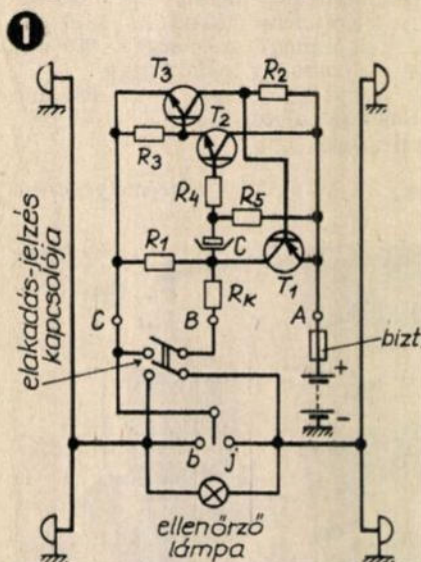 1
T3
R2
T2
R3
R4
R5
C
R1
T1
RK
C
B
A
bizt
+
-
elakadás-jelzés
kapcsolója
b
j
ellenőrző
lámpa